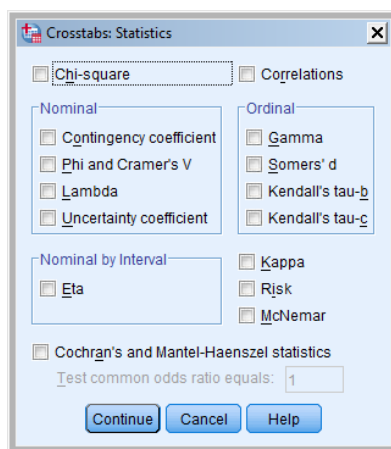 Crosstabs: Statistics
Chi-square
Correlations
Nominal
Contingency coefficient
Phi and Cramer's V
Lambda
Uncertainty coefficient
Ordinal
Gamma
Somers' d
Kendall's tau-b
Kendall's tau-c
Nominal by Interval
Eta
Kappa
Risk
McNemar
Cochran's and Mantel-Haenszel statistics
Test common odds ratio equals: 1
Continue Cancel Help